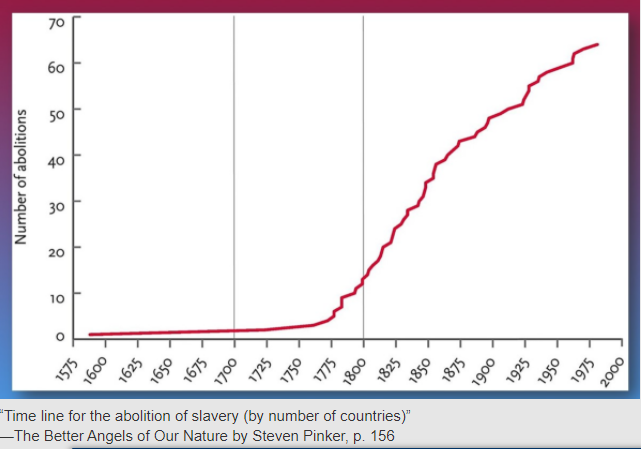 70
60
50
40
30
20
10
0
Number of abolitions
1575 1600 1625 1650 1675 1700 1725 1750 1775 1800 1825 1850 1875 1900 1925 1950 1975 2000
“Time line for the abolition of slavery (by number of countries)”
—The Better Angels of Our Nature by Steven Pinker, p. 156